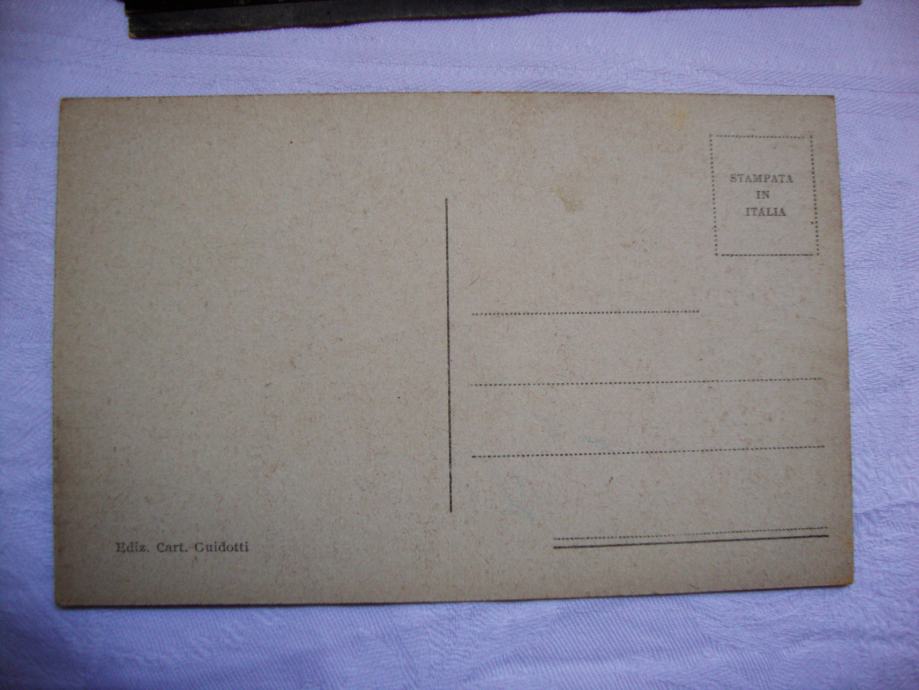 STAMPATA
IN
ITALIA
Ediz. Cart. Guidotti